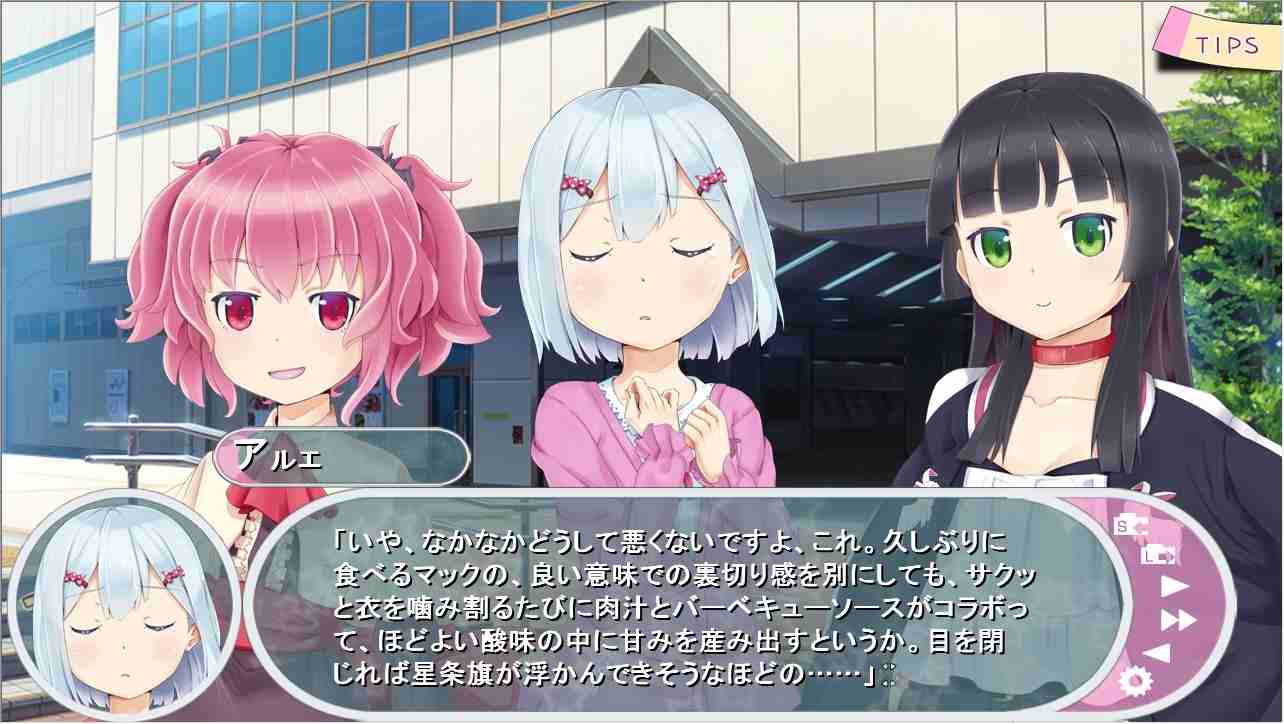 TIPS
アルエ
「いや、なかなかどうして悪くないですよ、これ。久しぶりに
食べるマックの、良い意味での裏切り感を別にしても、サクッ
と衣を噛み割るたびに肉汁とバーベキューソースがコラボっ
て、ほどよい酸味の中に甘みを産み出すというか。目を閉
じれば星条旗が浮かんできそうなほどの……」
S
L